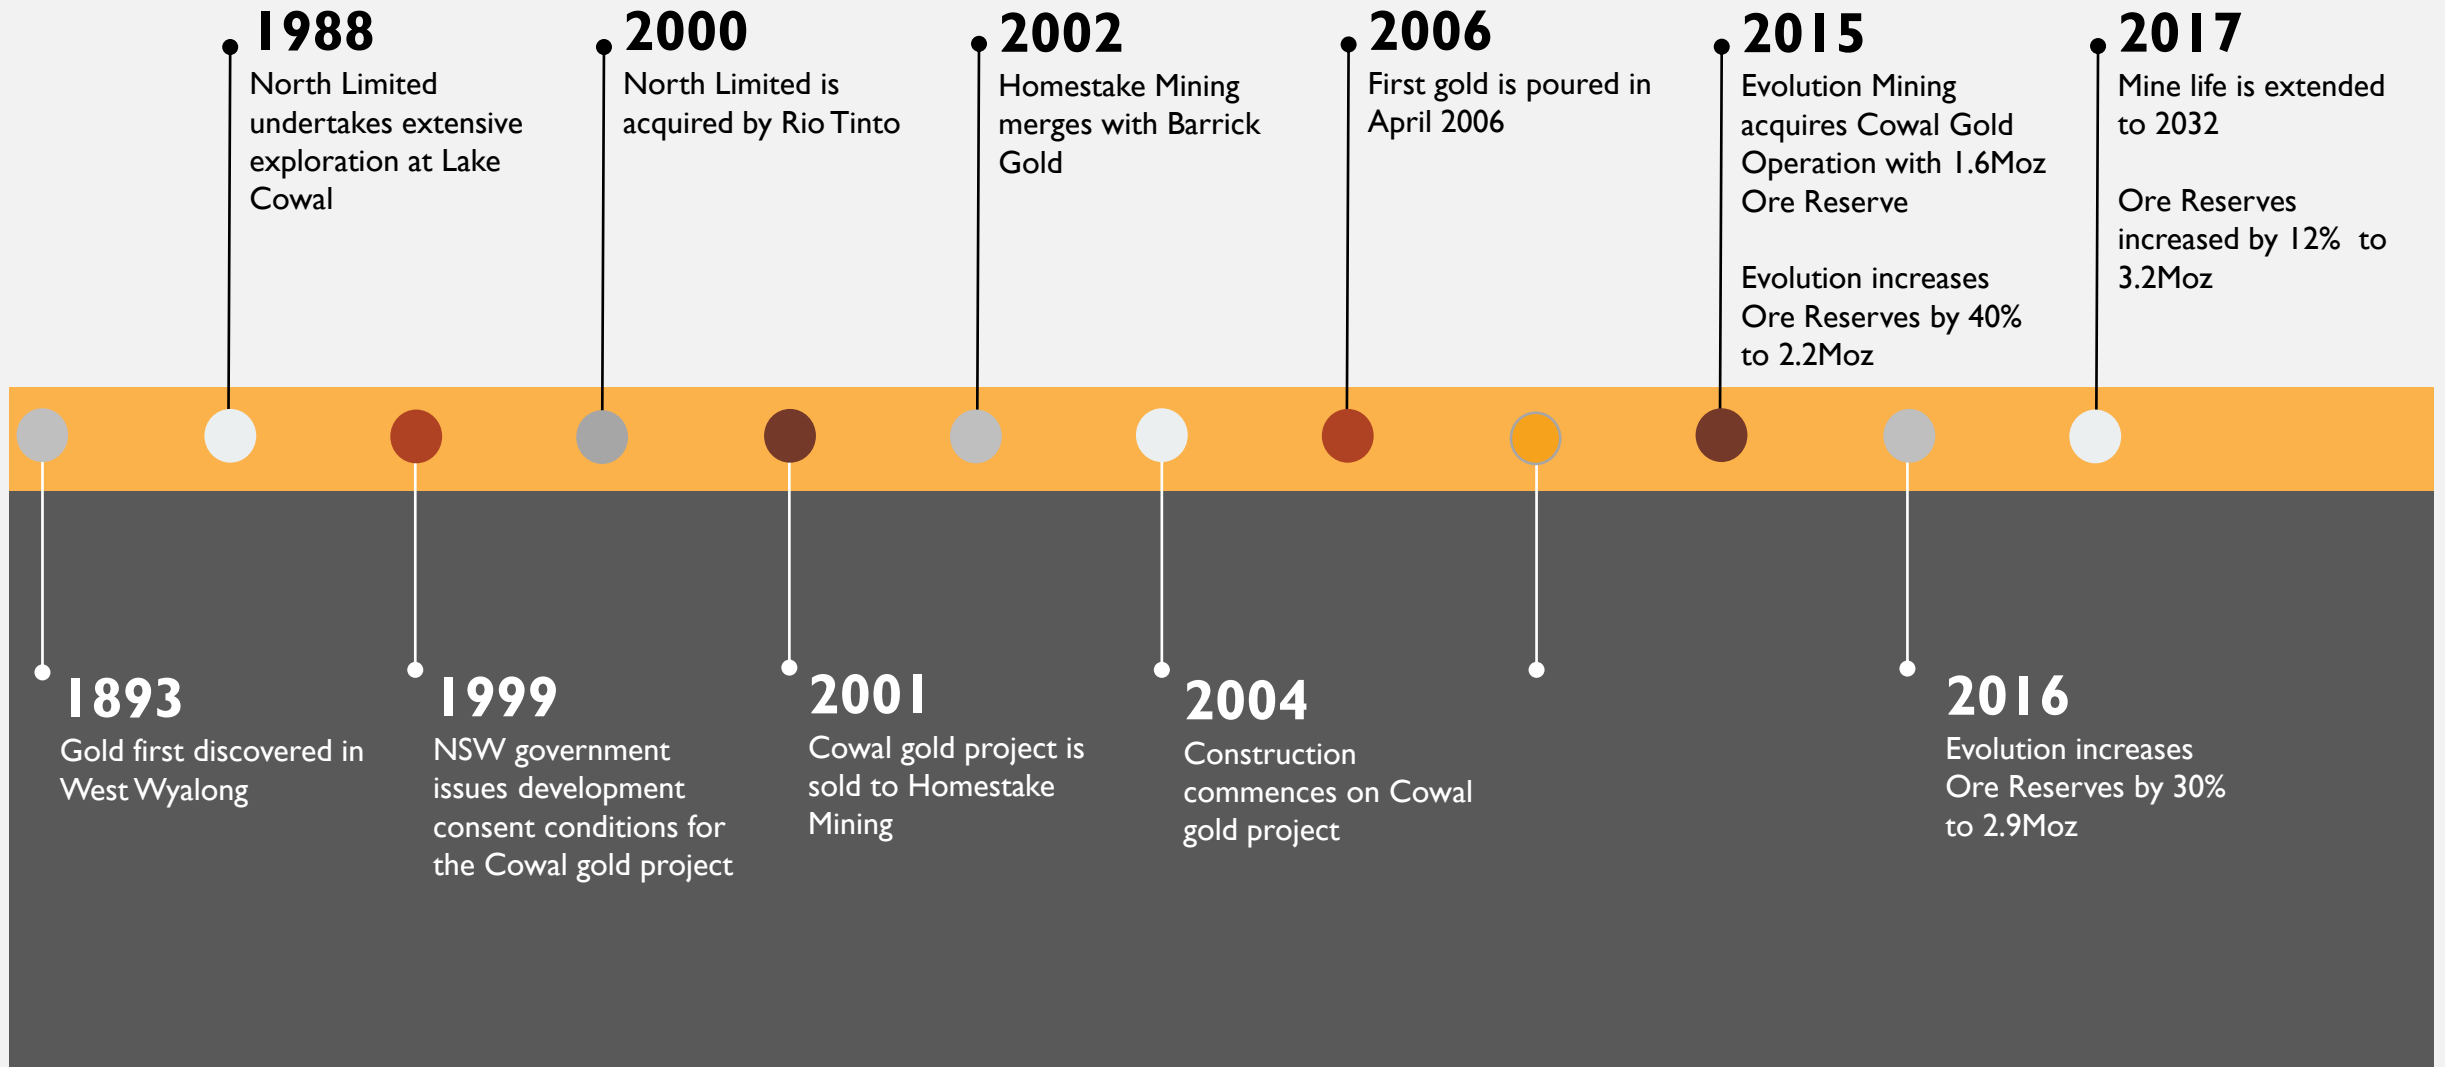 1988
North Limited
undertakes extensive
exploration at Lake
Cowal
2000
North Limited is
acquired by Rio Tinto
2002
Homestake Mining
merges with Barrick
Gold
2006
First gold is poured in
April 2006
2015
Evolution Mining
acquires Cowal Gold
Operation with 1.6Moz
Ore Reserve
Evolution increases
Ore Reserves by 40%
to 2.2Moz
2017
Mine life is extended
to 2032
Ore Reserves
increased by 12% to
3.2Moz
1893
Gold first discovered in
West Wyalong
1999
NSW government
issues development
consent conditions for
the Cowal gold project
2001
Cowal gold project is
sold to Homestake
Mining
2004
Construction
commences on Cowal
gold project
2016
Evolution increases
Ore Reserves by 30%
to 2.9Moz